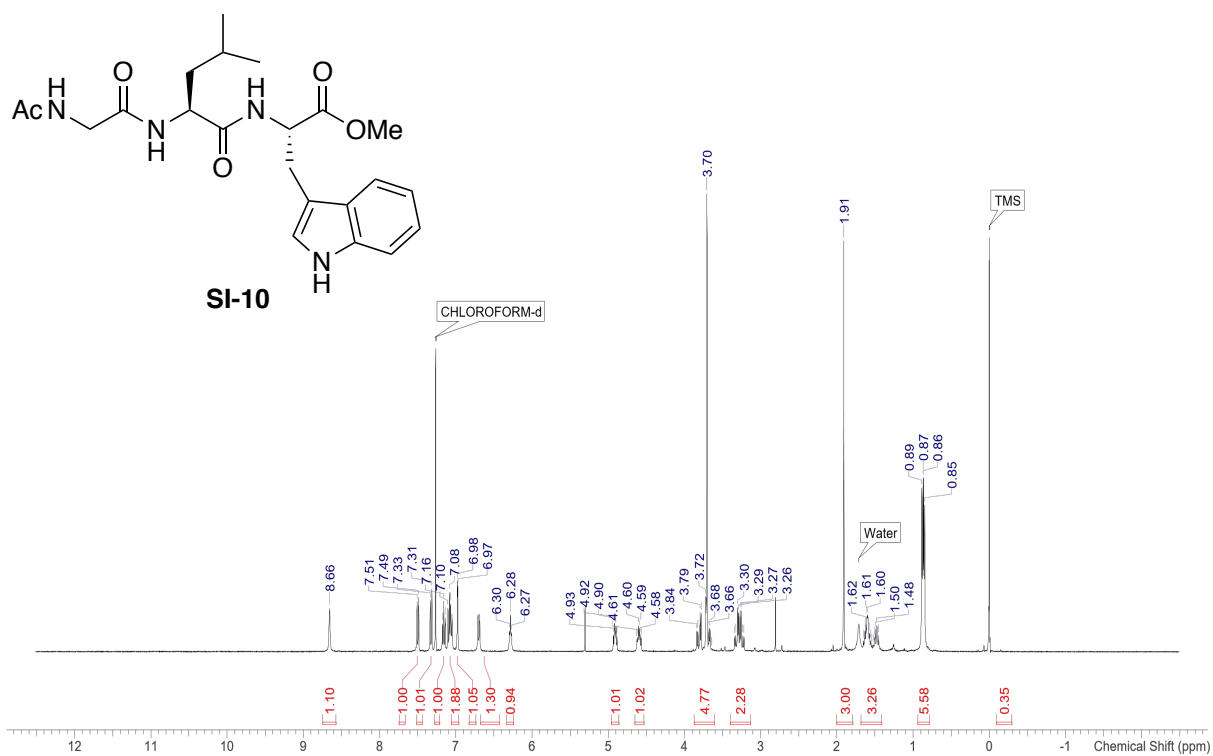 O
H
N
Ac
O
N
H
O
H
N
O
OMe
N
H
SI-10
TMS
CHLOROFORM-d
Water
8.66
7.51
7.49
7.33
7.31
7.16
7.10
7.08
6.98
6.97
6.30
6.28
6.27
4.93
4.92
4.90
4.61
4.60
4.59
4.58
3.84
3.79
3.72
3.70
3.68
3.66
3.30
3.29
3.27
3.26
1.91
1.62
1.61
1.60
1.50
1.48
0.89
0.87
0.86
0.85
1.10
1.00
1.01
1.00
1.88
1.05
1.30
0.94
1.01
1.02
4.77
2.28
3.00
3.26
5.58
0.35
12 11 10 9 8 7 6 5 4 3 2 1 0 -1 Chemical Shift (ppm)